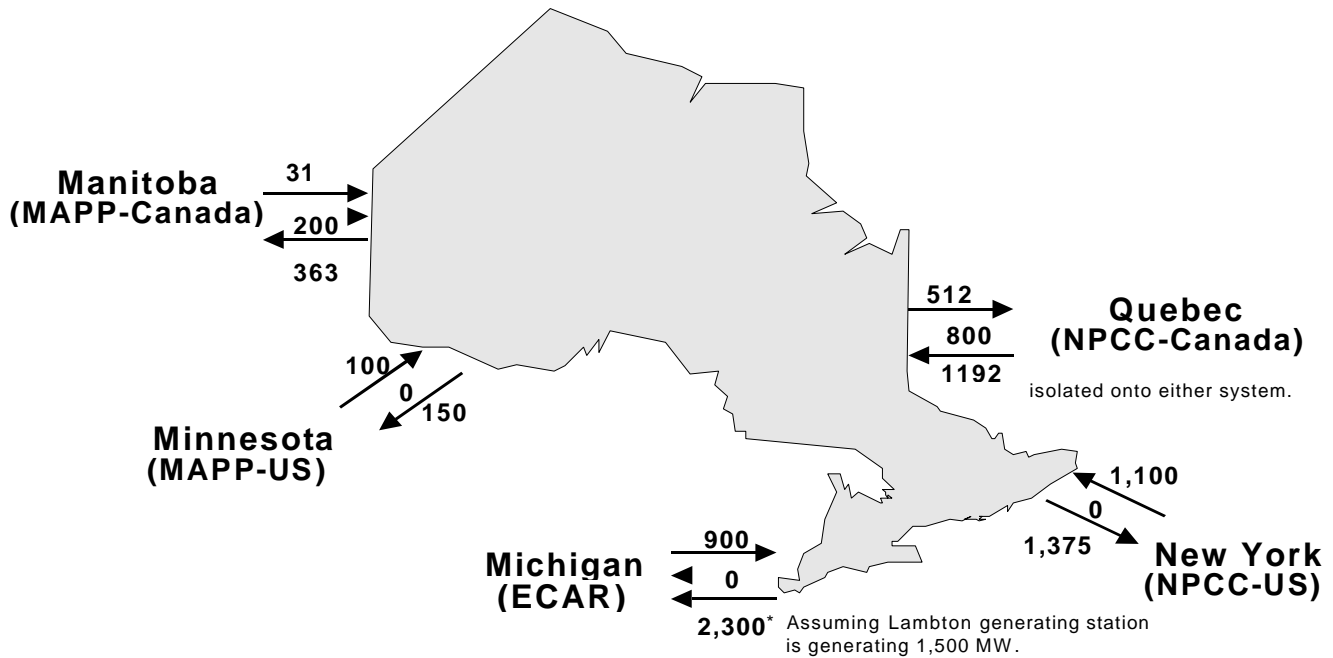 Manitoba
(MAPP-Canada)
31
200
363
512
800
1192
Quebec
(NPCC-Canada)
isolated onto either system.
100
0
150
Minnesota
(MAPP-US)
1,100
0
1,375
New York
(NPCC-US)
Michigan
(ECAR)
900
0
2,300* Assuming Lambton generating station
is generating 1,500 MW.